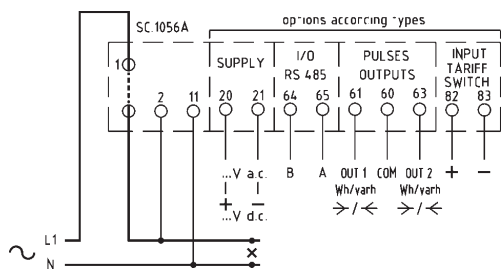 SC.1056A
options according types
1
SUPPLY
I/O
RS 485
PULSES
OUTPUTS
INPUT
TARIFF
SWITCH
2 11 20 21 64 65 61 60 63 82 83
...V a.c. B A OUT 1 COM OUT 2 + −
Wh/varh Wh/varh
+ −
...V d.c.
L1
N